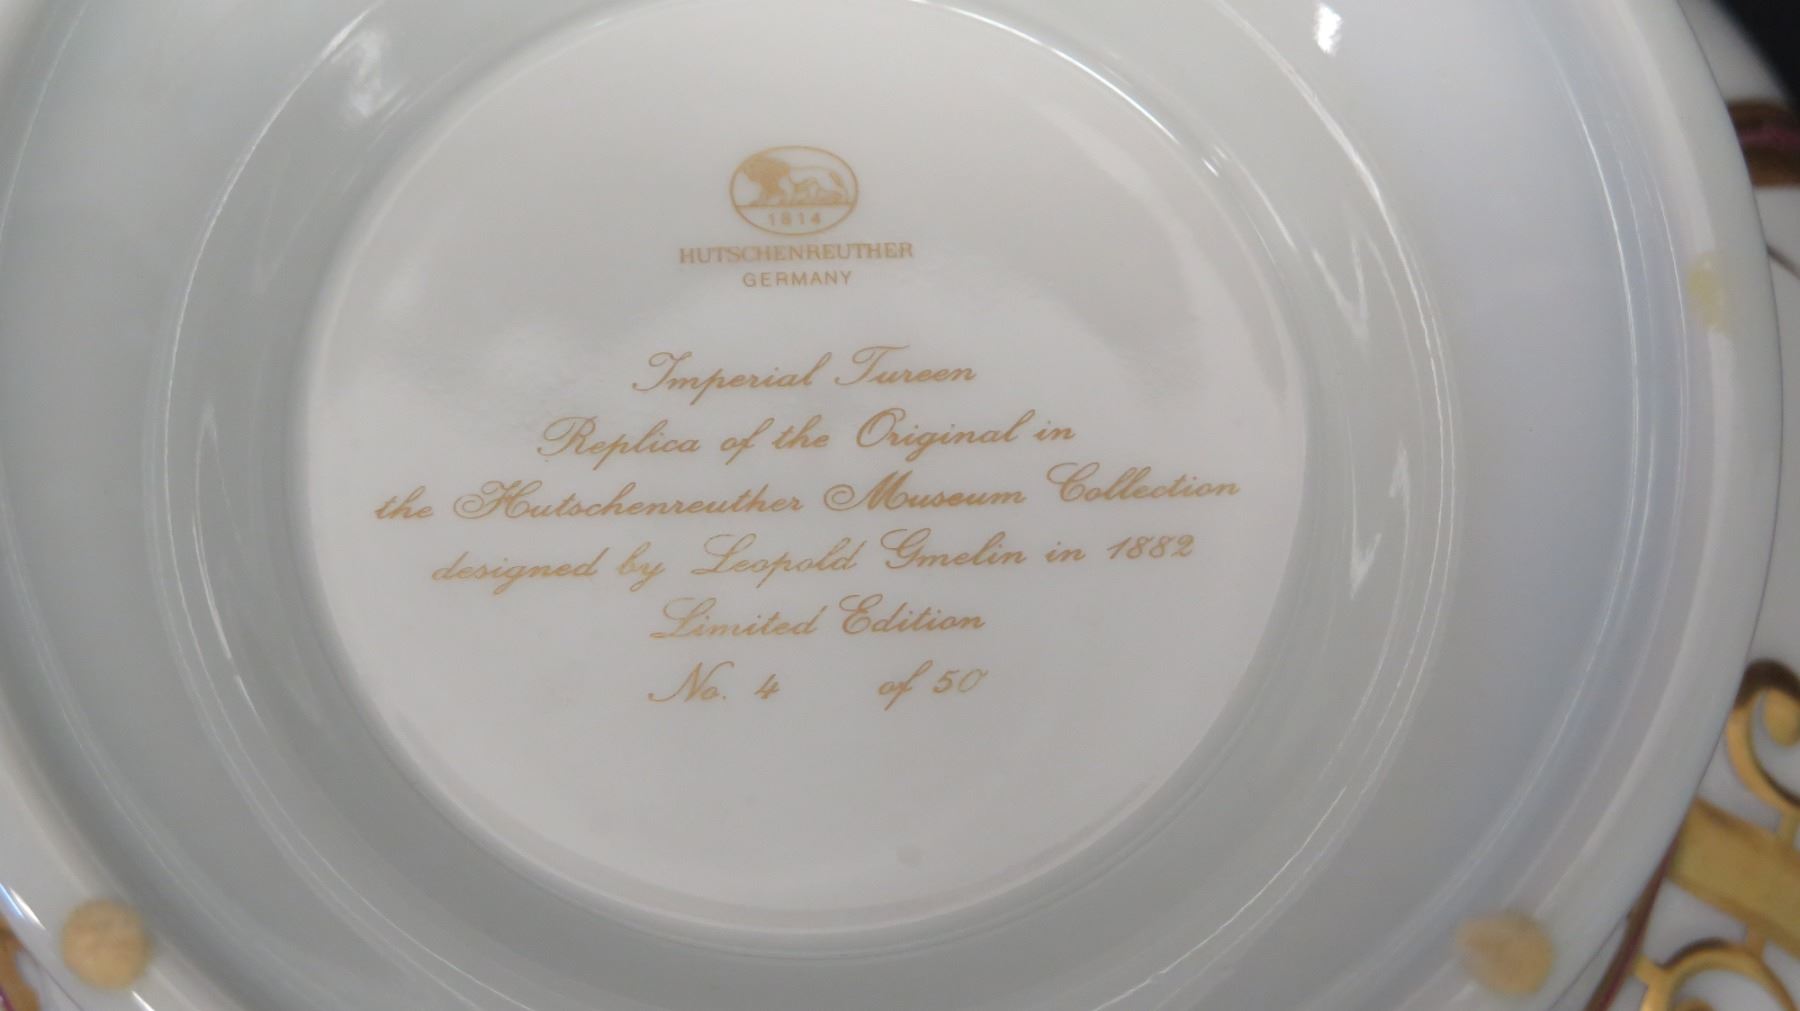 1814
HUTSCHENREUTHER
GERMANY
Imperial Tureen
Replica of the Original in
the Hutschenreuther Museum Collection
designed by Leopold Gmelin in 1882
Limited Edition
No. 4 of 50